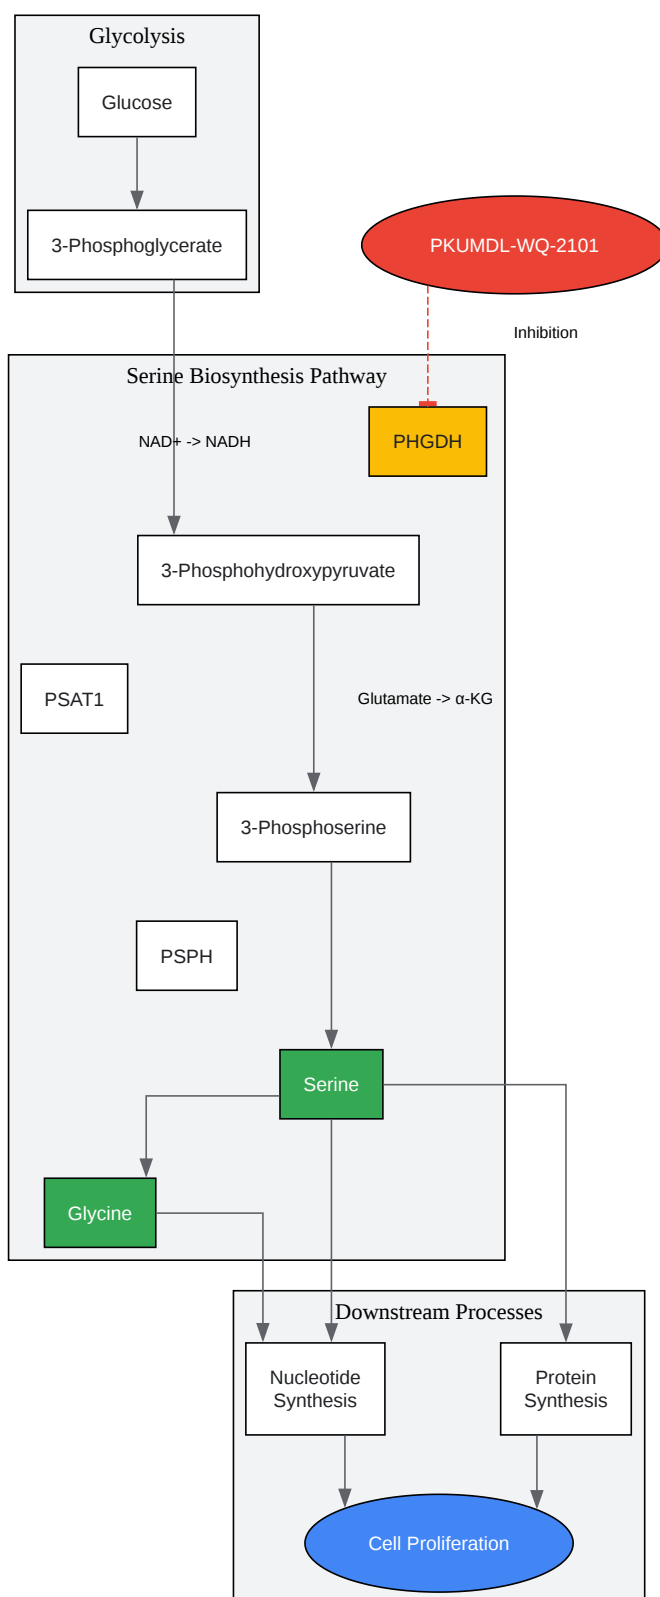 Glycolysis
Glucose
3-Phosphoglycerate
PKUMDL-WQ-2101
Inhibition
Serine Biosynthesis Pathway
NAD+ -> NADH
PHGDH
3-Phosphohydroxypyruvate
PSAT1
Glutamate -> α-KG
3-Phosphoserine
PSPH
Serine
Glycine
Downstream Processes
Nucleotide
Synthesis
Protein
Synthesis
Cell Proliferation